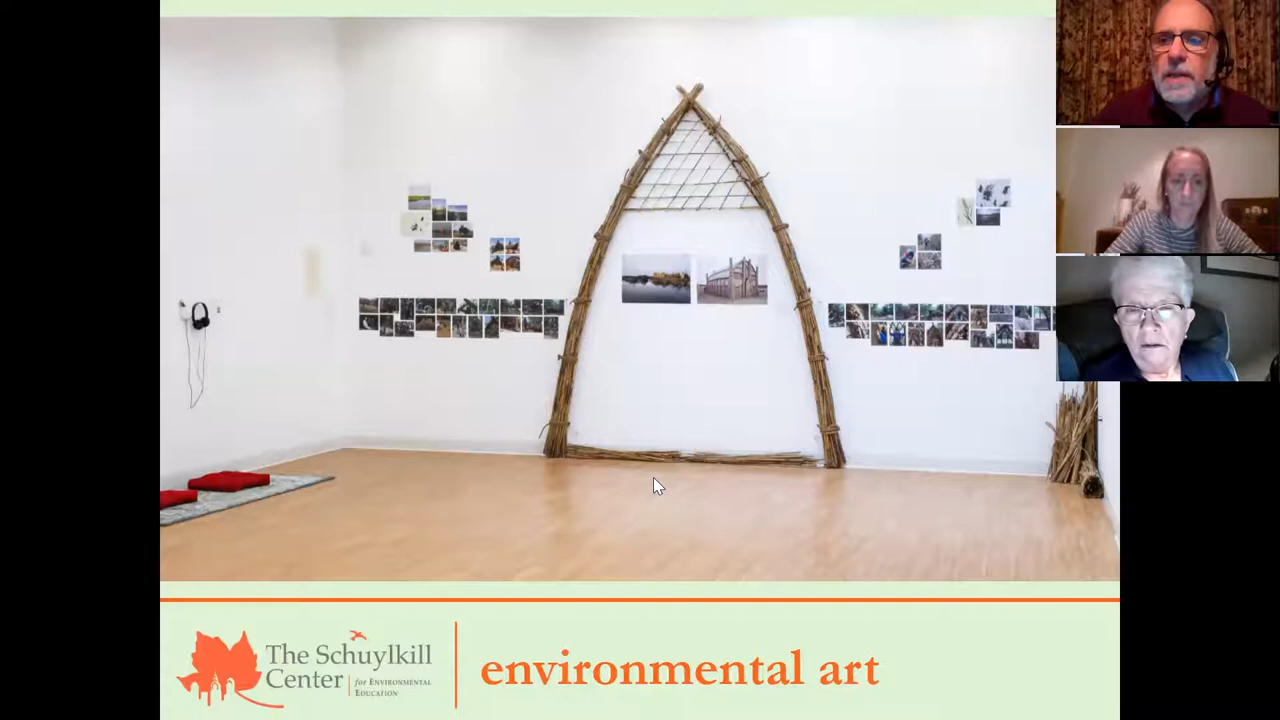 The Schuylkill
Center
for ENVIRONMENTAL
EDUCATION
environmental art